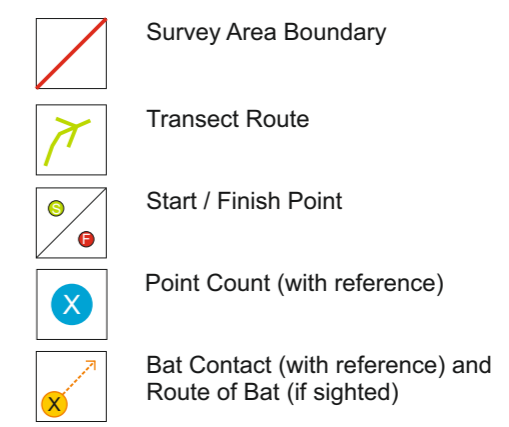 Survey Area Boundary
Transect Route
S
F
Start / Finish Point
X
Point Count (with reference)
X
Bat Contact (with reference) and
Route of Bat (if sighted)